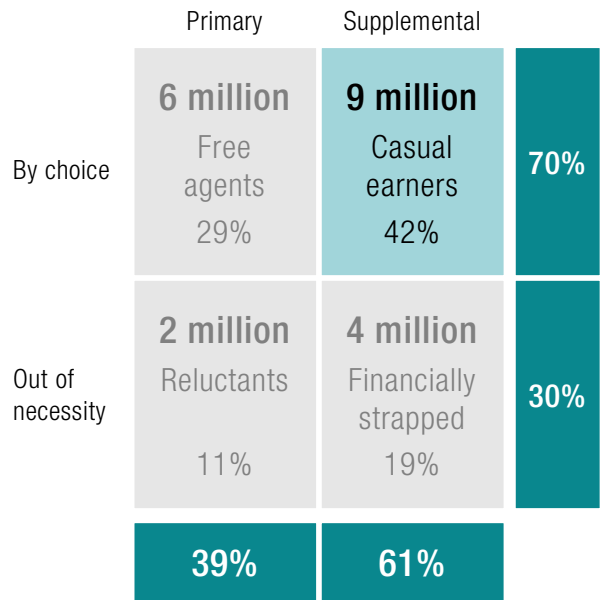 Primary
Supplemental
By choice
6 million
Free
agents
29%
9 million
Casual
earners
42%
70%
Out of
necessity
2 million
Reluctants
11%
4 million
Financially
strapped
19%
30%
39%
61%